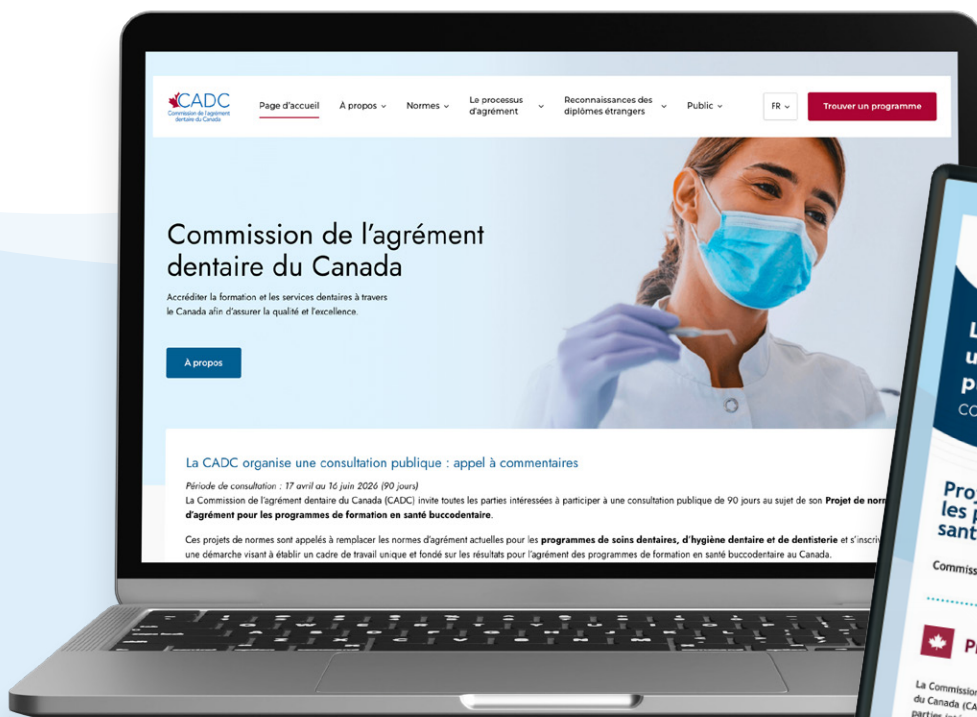 CADC
Commission de l'agrément
dentaire du Canada
Page d'accueil
À propos
Normes
Le processus
d'agrément
Reconnaissances des
diplômes étrangers
Public
FR
Trouver un programme
Commission de l'agrément
dentaire du Canada
Accréditer la formation et les services dentaires à travers
le Canada afin d'assurer la qualité et l'excellence.
À propos
La CADC organise une consultation publique : appel à commentaires
Période de consultation : 17 avril au 16 juin 2026 (90 jours)
La Commission de l'agrément dentaire du Canada (CADC) invite toutes les parties intéressées à participer à une consultation publique de 90 jours au sujet de son Projet de nor
d'agrément pour les programmes de formation en santé buccodentaire.
Ces projets de normes sont appelés à remplacer les normes d'agrément actuelles pour les programmes de soins dentaires, d'hygiène dentaire et de dentisterie et s'inscriv
une démarche visant à établir un cadre de travail unique et fondé sur les résultats pour l'agrément des programmes de formation en santé buccodentaire au Canada.
L
u
p
CO
Pro
les p
sant
Commiss
P
La Commission
du Canada (CA
parties inté